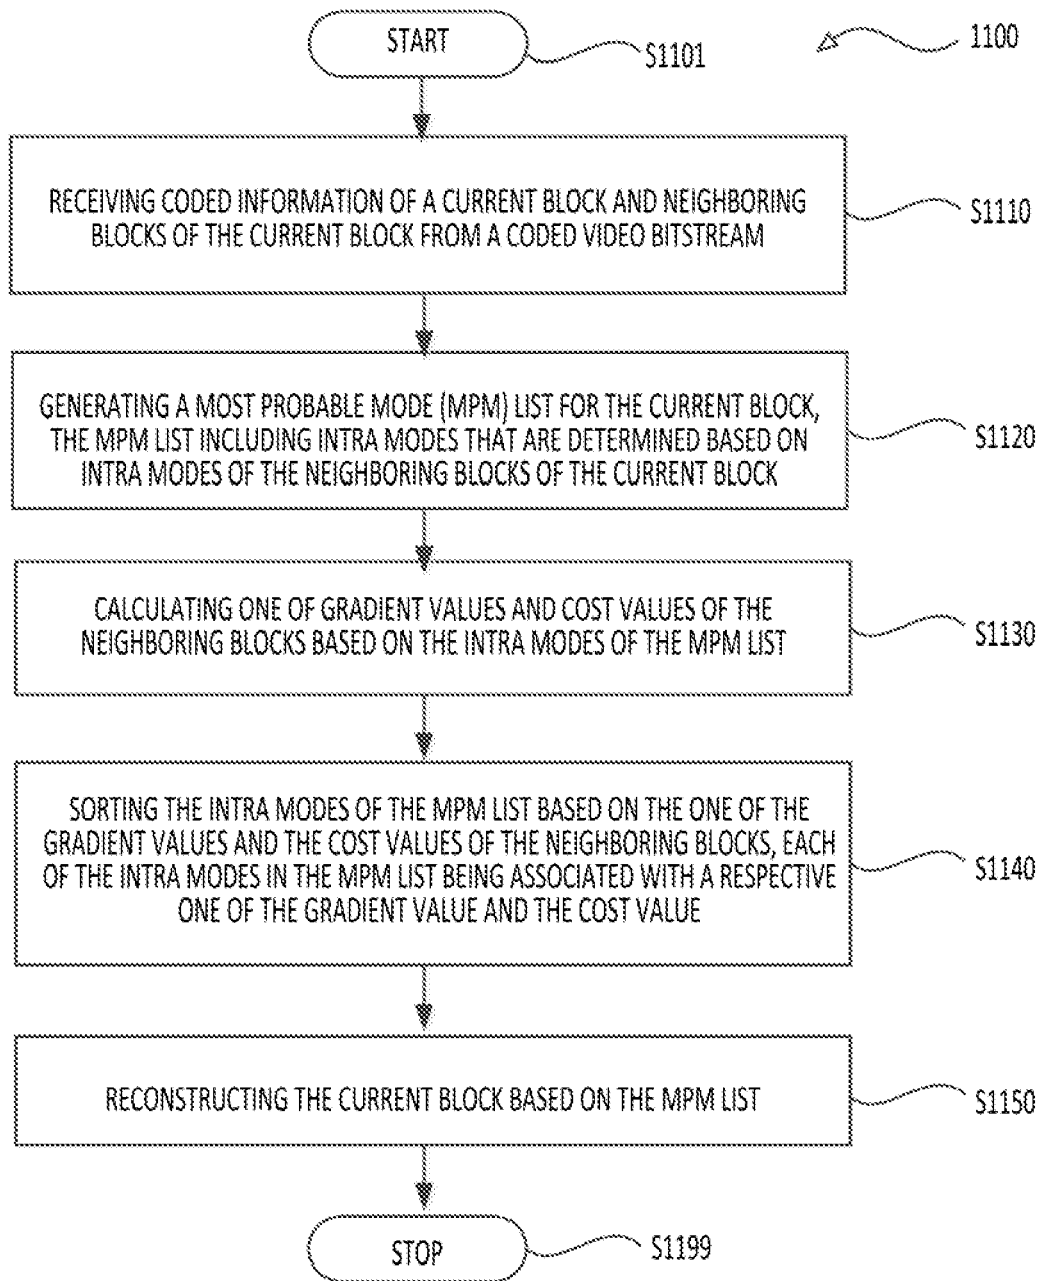 START
S1101
1100
RECEIVING CODED INFORMATION OF A CURRENT BLOCK AND NEIGHBORING
BLOCKS OF THE CURRENT BLOCK FROM A CODED VIDEO BITSTREAM
S1110
GENERATING A MOST PROBABLE MODE (MPM) LIST FOR THE CURRENT BLOCK,
THE MPM LIST INCLUDING INTRA MODES THAT ARE DETERMINED BASED ON
INTRA MODES OF THE NEIGHBORING BLOCKS OF THE CURRENT BLOCK
S1120
CALCULATING ONE OF GRADIENT VALUES AND COST VALUES OF THE
NEIGHBORING BLOCKS BASED ON THE INTRA MODES OF THE MPM LIST
S1130
SORTING THE INTRA MODES OF THE MPM LIST BASED ON THE ONE OF THE
GRADIENT VALUES AND THE COST VALUES OF THE NEIGHBORING BLOCKS, EACH
OF THE INTRA MODES IN THE MPM LIST BEING ASSOCIATED WITH A RESPECTIVE
ONE OF THE GRADIENT VALUE AND THE COST VALUE
S1140
RECONSTRUCTING THE CURRENT BLOCK BASED ON THE MPM LIST
S1150
STOP
S1199